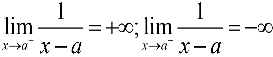 lim_{x→a⁺} 1/(x−a) = +∞; lim_{x→a⁻} 1/(x−a) = −∞